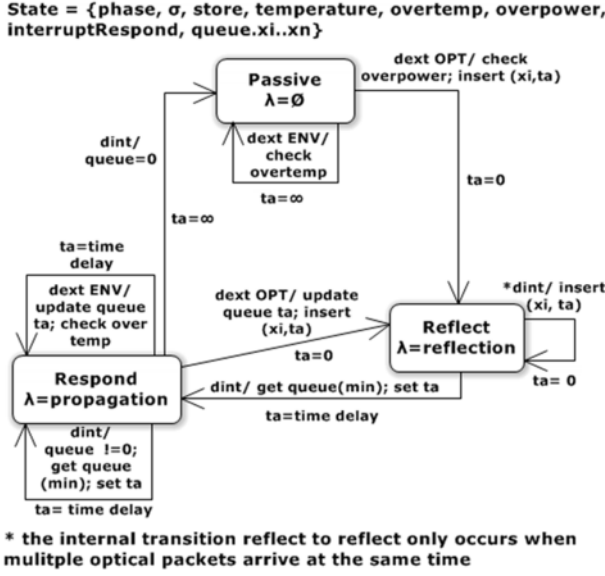 State = {phase, σ, store, temperature, overtemp, overpower,
interruptRespond, queue.xi..xn}
Passive
λ=Ø
dext OPT/ check
overpower; insert (xi,ta)
dint/
queue=0
dext ENV/
check
overtemp
ta=∞
ta=0
ta=∞
ta=time
delay
dext ENV/
update queue
ta; check over
temp
dext OPT/ update
queue ta; insert
(xi,ta)
ta=0
*dint/ insert
(xi, ta)
Reflect
λ=reflection
ta= 0
Respond
λ=propagation
dint/ get queue(min); set ta
ta=time delay
dint/
queue !=0;
get queue
(min); set ta
ta= time delay
* the internal transition reflect to reflect only occurs when
mulitple optical packets arrive at the same time